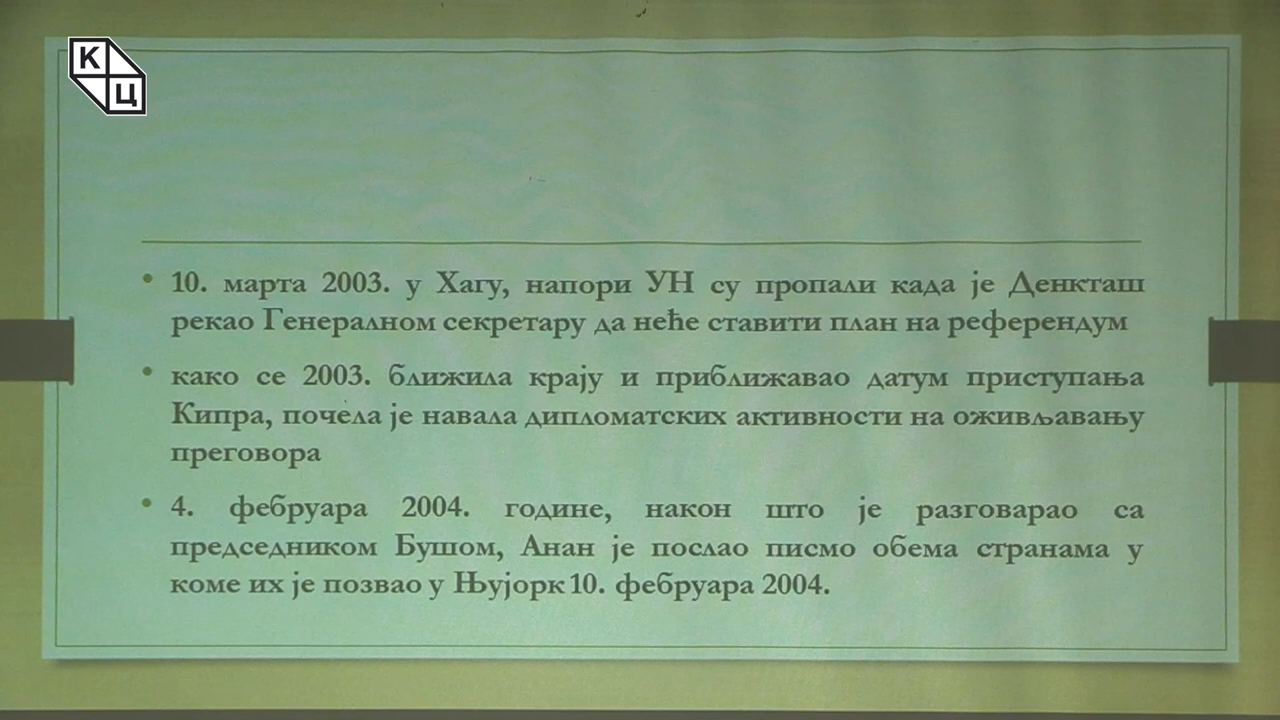 К
Ц
• 10. марта 2003. у Хагу, напори УН су пропали када је Денкташ
рекао Генералном секретару да неће ставити план на референдум
• како се 2003. ближила крају и приближавао датум приступања
Кипра, почела је навала дипломатских активности на оживљавању
преговора
• 4. фебруара 2004. године, након што је разговарао са
председником Бушом, Анан је послао писмо обема странама у
коме их је позвао у Њујорк 10. фебруара 2004.